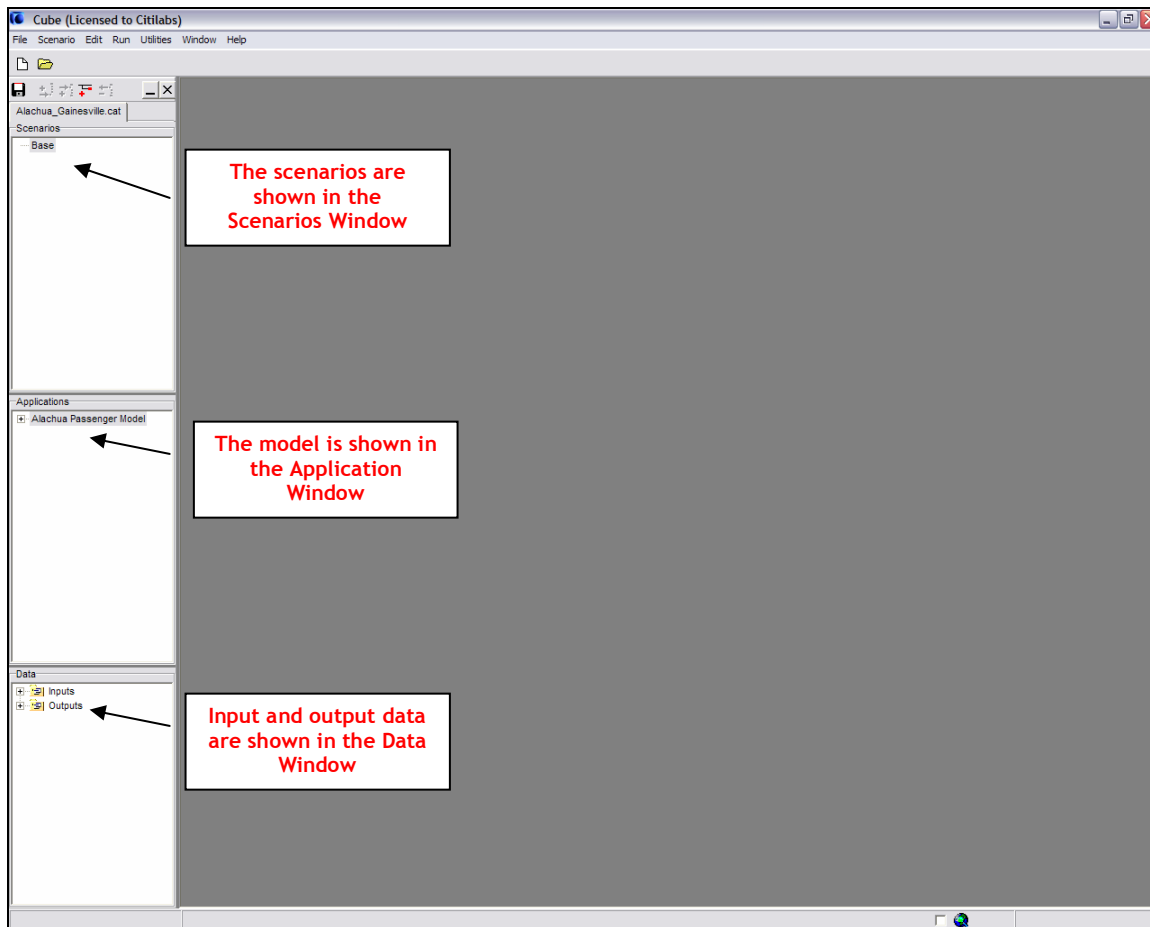 Cube (Licensed to Citilabs)
File Scenario Edit Run Utilities Window Help
Alachua_Gainesville.cat
Scenarios
Base
The scenarios are
shown in the
Scenarios Window
Applications
Alachua Passenger Model
The model is shown in
the Application
Window
Data
Inputs
Outputs
Input and output data
are shown in the Data
Window